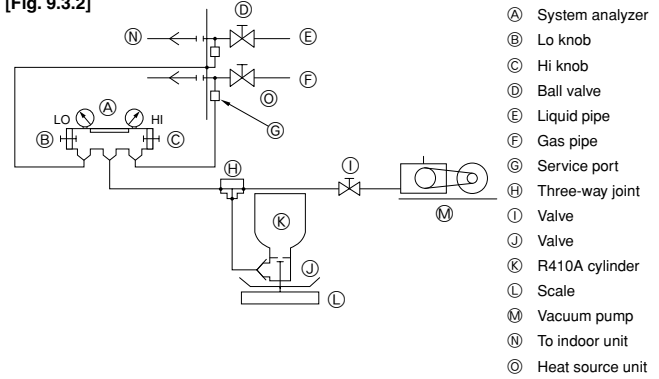 [Fig. 9.3.2]
Ⓝ Ⓓ Ⓔ
Ⓕ
Ⓞ
LO Ⓐ HI
Ⓑ Ⓒ
Ⓖ
Ⓗ Ⓘ
Ⓜ
Ⓚ
Ⓙ
Ⓛ
Ⓐ System analyzer
Ⓑ Lo knob
Ⓒ Hi knob
Ⓓ Ball valve
Ⓔ Liquid pipe
Ⓕ Gas pipe
Ⓖ Service port
Ⓗ Three-way joint
Ⓘ Valve
Ⓙ Valve
Ⓚ R410A cylinder
Ⓛ Scale
Ⓜ Vacuum pump
Ⓝ To indoor unit
Ⓞ Heat source unit